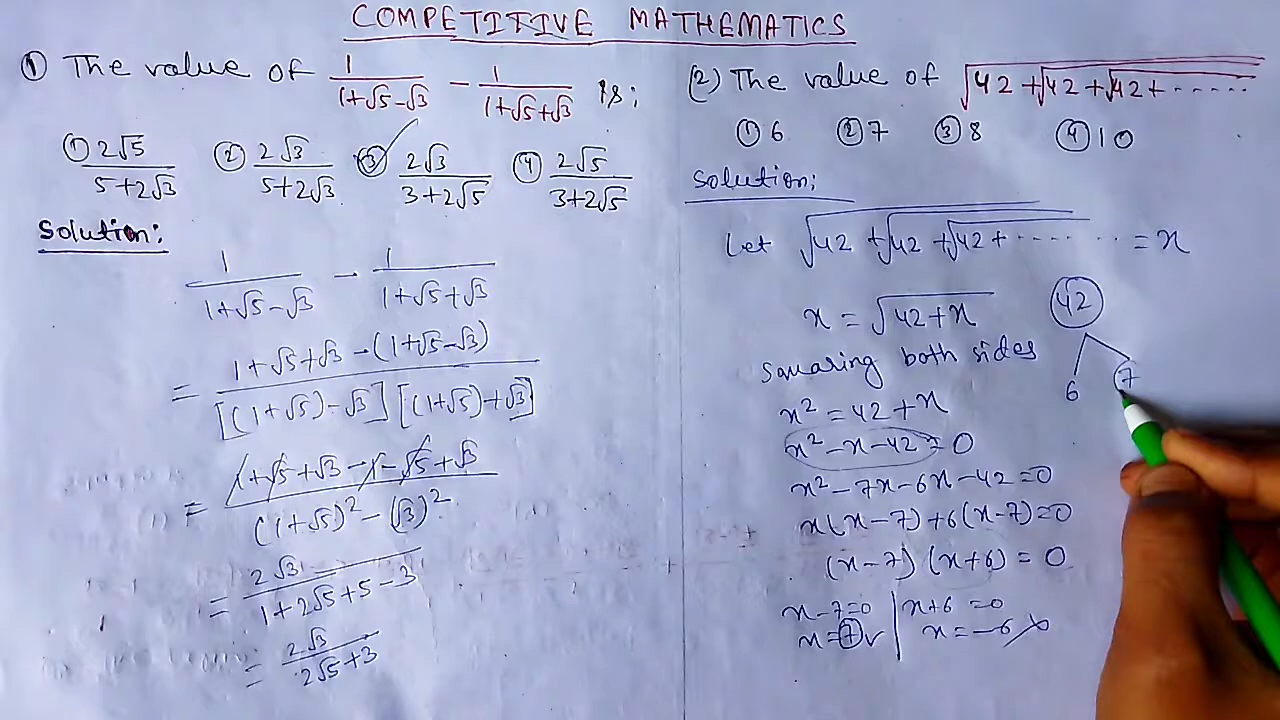 COMPETITIVE MATHEMATICS
① The value of 1/(1+√5-√3) - 1/(1+√5+√3) is:
① 2√5/(5+2√3) ② 2√3/(5+2√3) ③ 2√3/(3+2√5) ④ 2√5/(3+2√5)
Solution:
1/(1+√5-√3) - 1/(1+√5+√3)
= (1+√5+√3-(1+√5-√3))/([(1+√5)-√3][(1+√5)+√3])
= (1+√5+√3-1-√5+√3)/((1+√5)²-(√3)²)
= 2√3/(1+2√5+5-3)
= 2√3/(2√5+3)
(2) The value of √42+√42+√42+......
① 6 ② 7 ③ 8 ④ 10
Solution:
Let √42+√42+√42+........ = x
x = √42+x
Squaring both sides
x² = 42+x
x²-x-42=0
x²-7x-6x-42=0
x(x-7)+6(x-7)=0
(x-7)(x+6)=0
x-7=0 | x+6=0
x=7 | x=-6
42
6 7